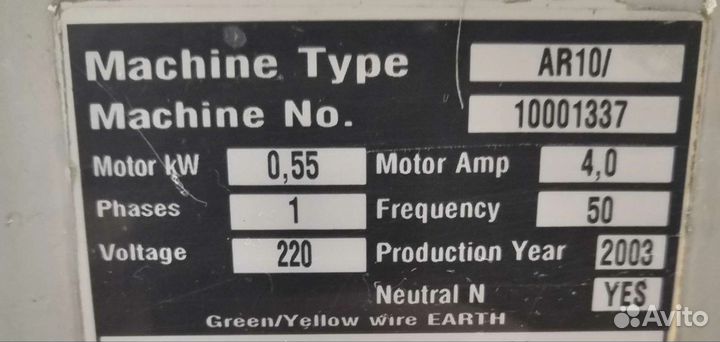 Machine Type AR10/
Machine No. 10001337
Motor kW 0,55 Motor Amp 4,0
Phases 1 Frequency 50
Voltage 220 Production Year 2003
Neutral N YES
Green/Yellow wire EARTH
Avito